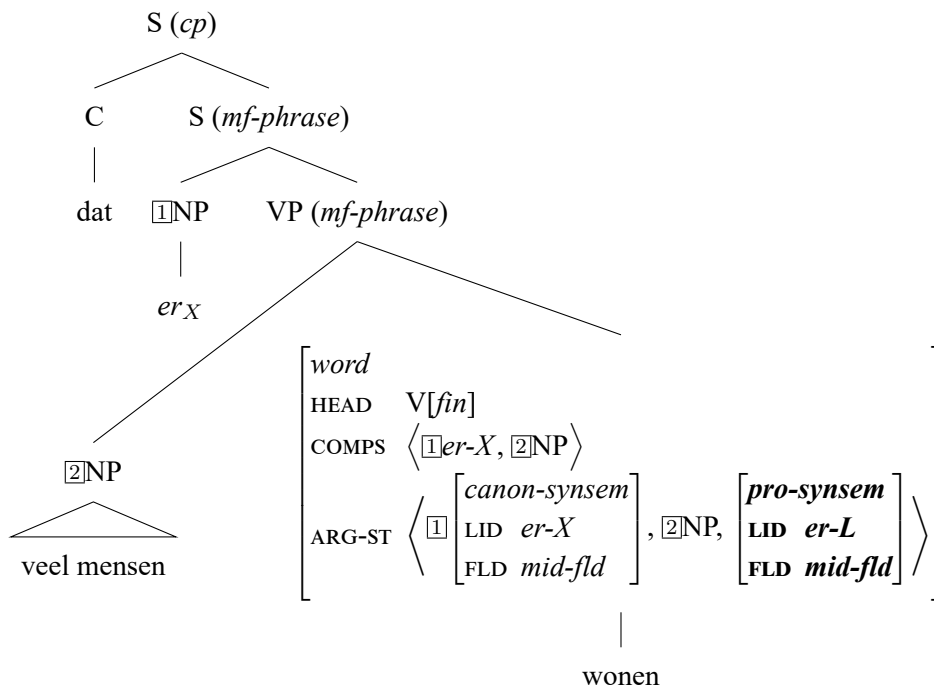 S (cp)
C S (mf-phrase)
dat 1NP VP (mf-phrase)
er_X
word
HEAD V[fin]
COMPS ⟨1er-X, 2NP⟩
2NP
ARG-ST ⟨1[canon-synsem LID er-X FLD mid-fld], 2NP, [pro-synsem LID er-L FLD mid-fld]⟩
veel mensen
wonen